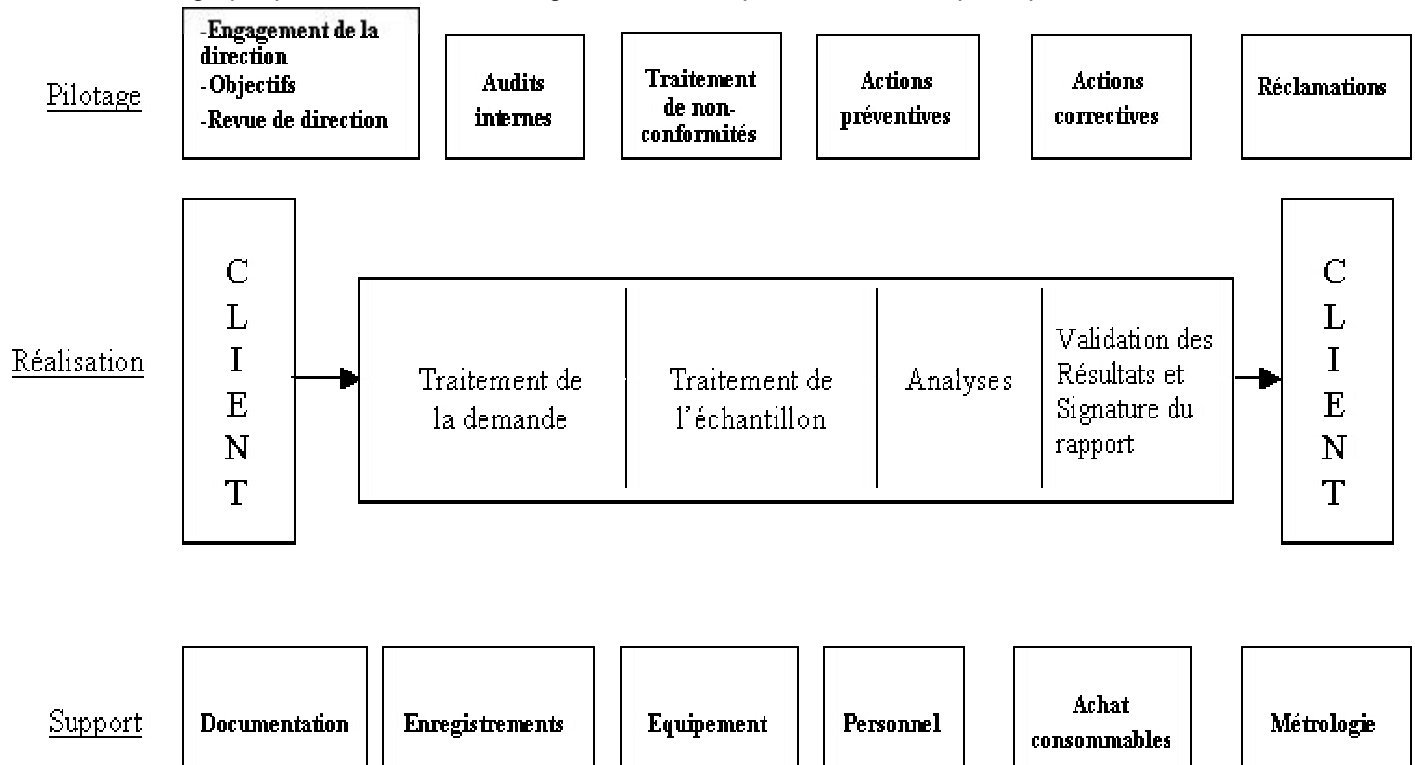 -Engagement de la
direction
-Objectifs
-Revue de direction
Pilotage
Audits
internes
Traitement
de non-
conformités
Actions
préventives
Actions
correctives
Réclamations
Réalisation
C
L
I
E
N
T
Traitement de
la demande
Traitement de
l'échantillon
Analyses
Validation des
Résultats et
Signature du
rapport
C
L
I
E
N
T
Support
Documentation
Enregistrements
Equipement
Personnel
Achat
consommables
Métrologie